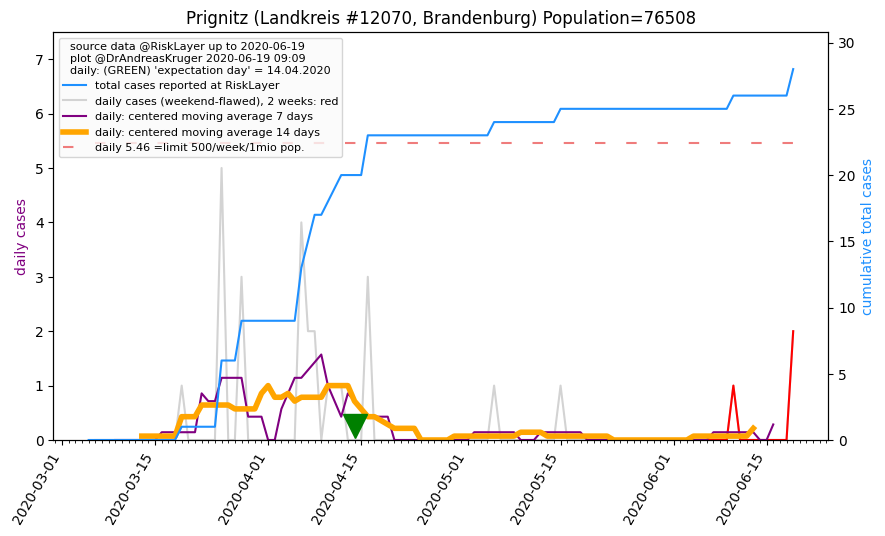 Prignitz (Landkreis #12070, Brandenburg) Population=76508
source data @RiskLayer up to 2020-06-19
plot @DrAndreasKruger 2020-06-19 09:09
daily: (GREEN) 'expectation day' = 14.04.2020
total cases reported at RiskLayer
daily cases (weekend-flawed), 2 weeks: red
daily: centered moving average 7 days
daily: centered moving average 14 days
daily 5.46 =limit 500/week/1mio pop.
daily cases
7
6
5
4
3
2
1
0
30
25
20
15
10
5
0
cumulative total cases
2020-03-01
2020-03-15
2020-04-01
2020-04-15
2020-05-01
2020-05-15
2020-06-01
2020-06-15